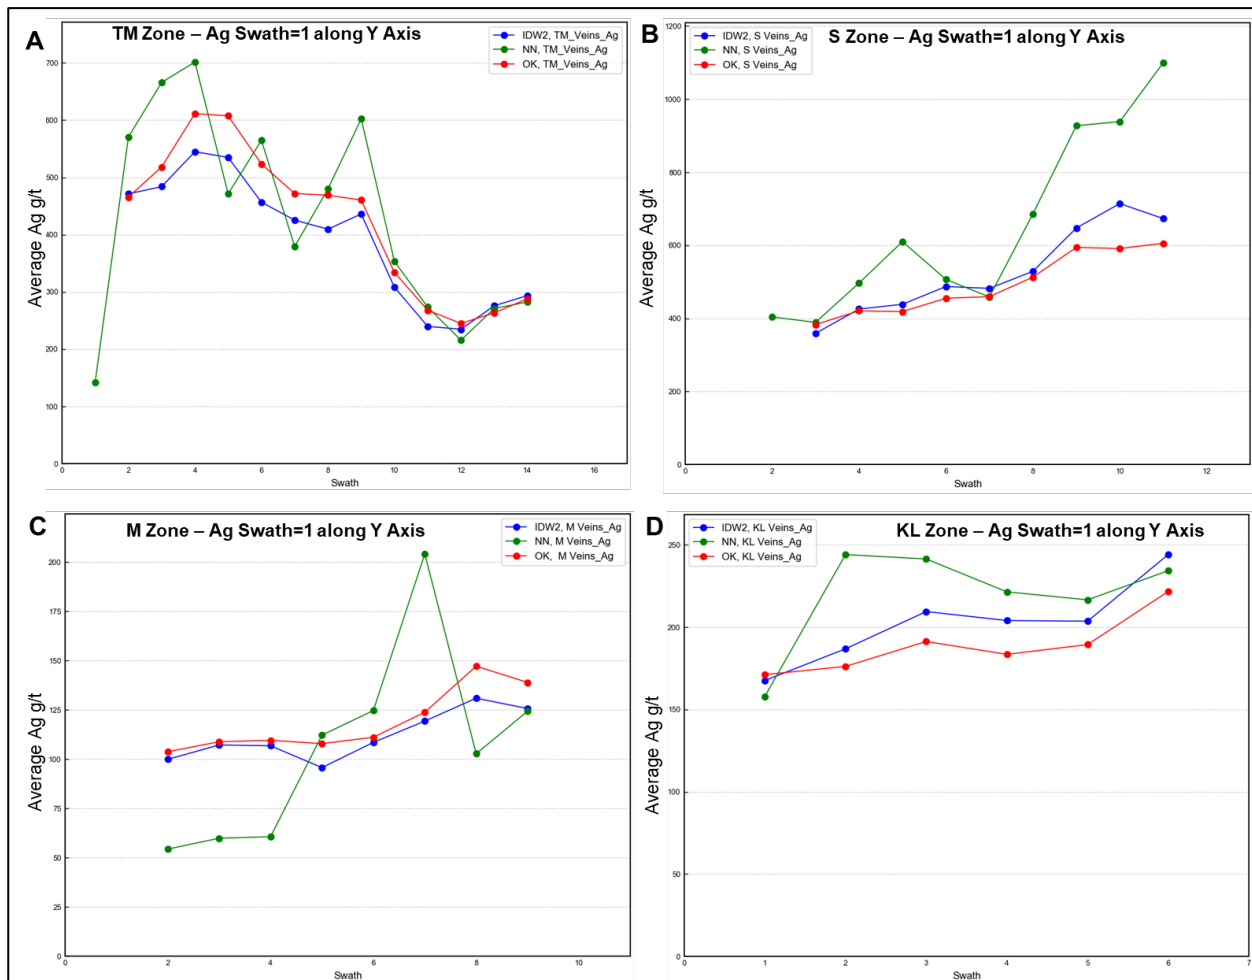 A
TM Zone – Ag Swath=1 along Y Axis
IDW2, TM_Veins_Ag
NN, TM_Veins_Ag
OK, TM_Veins_Ag
Average Ag g/t
700
600
500
400
300
200
100
0
0 2 4 6 8 10 12 14 16
Swath
B
S Zone – Ag Swath=1 along Y Axis
IDW2, S Veins_Ag
NN, S Veins_Ag
OK, S Veins_Ag
Average Ag g/t
1200
1000
800
600
400
200
0
0 2 4 6 8 10 12
Swath
C
M Zone – Ag Swath=1 along Y Axis
IDW2, M Veins_Ag
NN, M Veins_Ag
OK, M Veins_Ag
Average Ag g/t
200
175
150
125
100
75
50
25
0
0 2 4 6 8 10
Swath
D
KL Zone – Ag Swath=1 along Y Axis
IDW2, KL Veins_Ag
NN, KL Veins_Ag
OK, KL Veins_Ag
Average Ag g/t
250
200
150
100
50
0
0 1 2 3 4 5 6 7
Swath